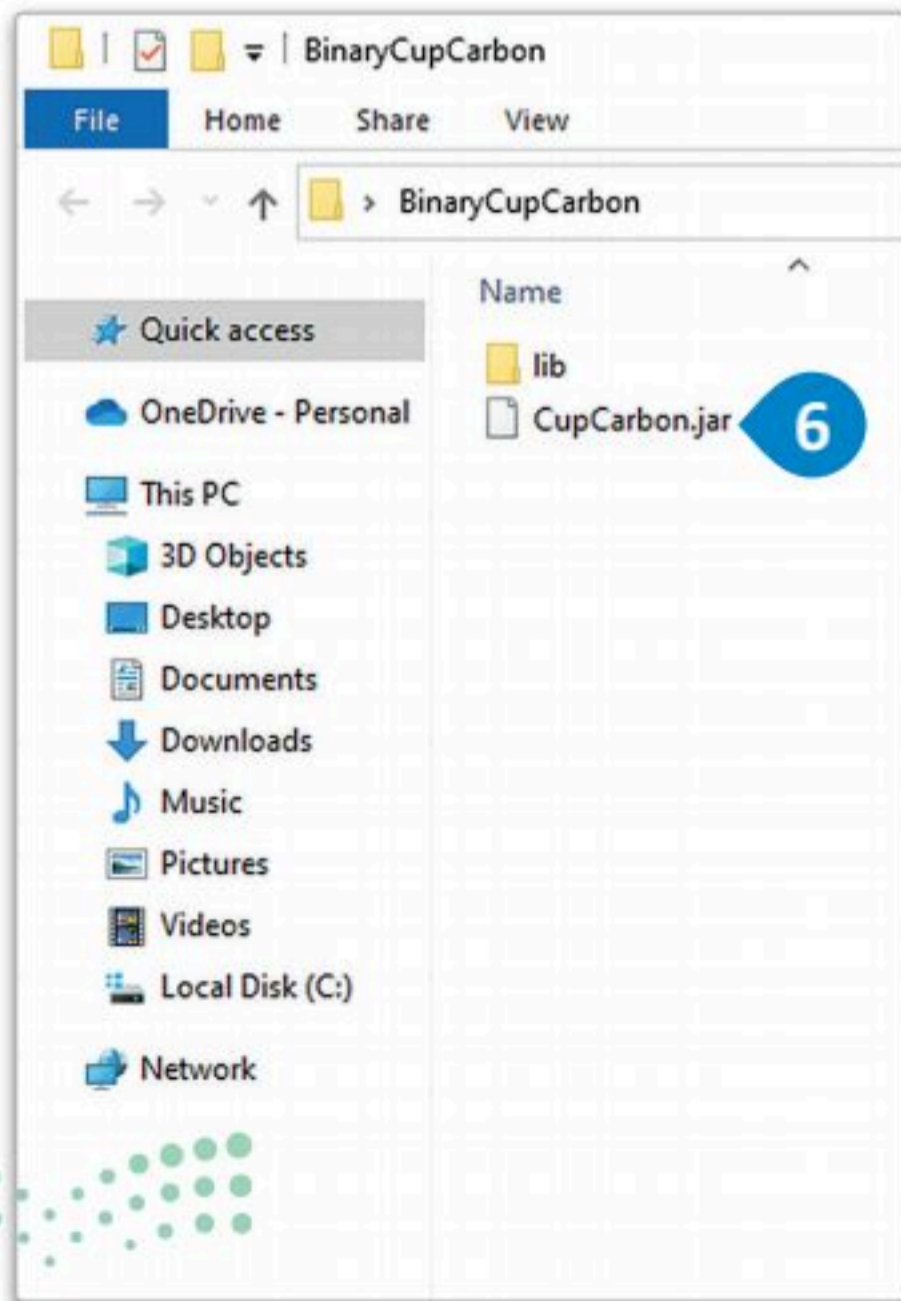 BinaryCupCarbon
File Home Share View
BinaryCupCarbon
Name
Quick access
lib
OneDrive - Personal
CupCarbon.jar
6
This PC
3D Objects
Desktop
Documents
Downloads
Music
Pictures
Videos
Local Disk (C:)
Network